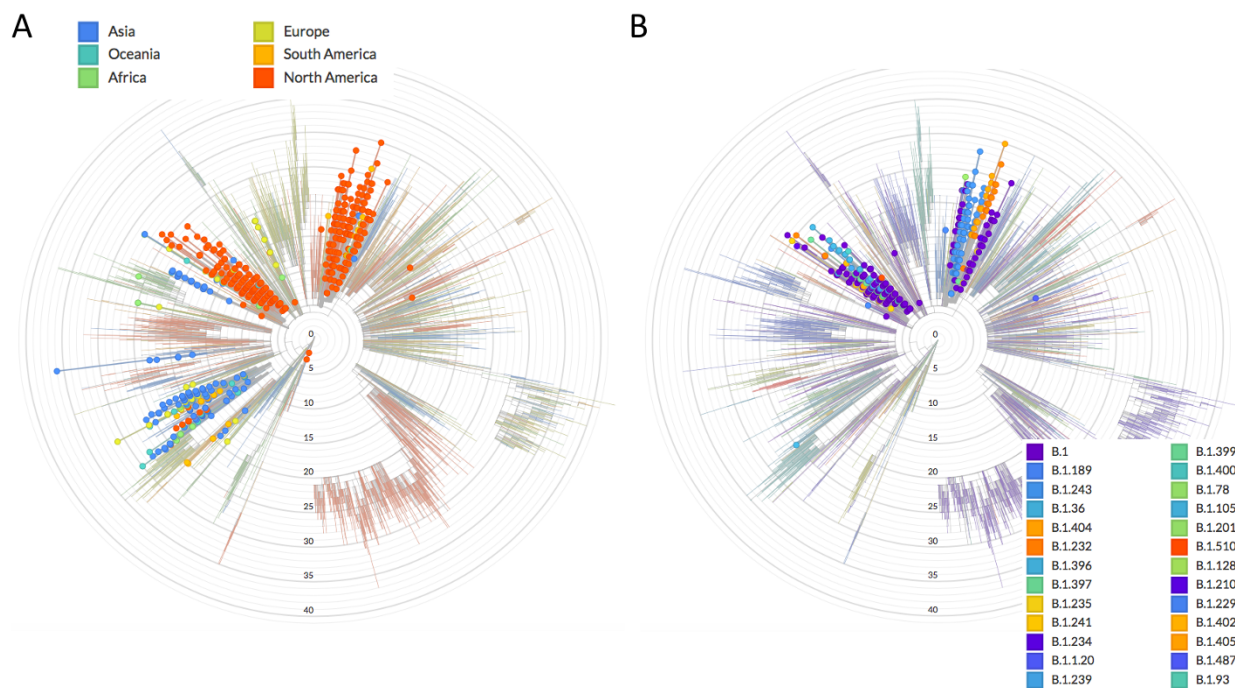 A
Asia
Oceania
Africa
Europe
South America
North America
0
5
10
15
20
25
30
35
40
B
0
5
10
15
20
25
30
35
40
B.1
B.1.189
B.1.243
B.1.36
B.1.404
B.1.232
B.1.396
B.1.397
B.1.235
B.1.241
B.1.234
B.1.1.20
B.1.239
B.1.399
B.1.400
B.1.78
B.1.105
B.1.201
B.1.510
B.1.128
B.1.210
B.1.229
B.1.402
B.1.405
B.1.487
B.1.93